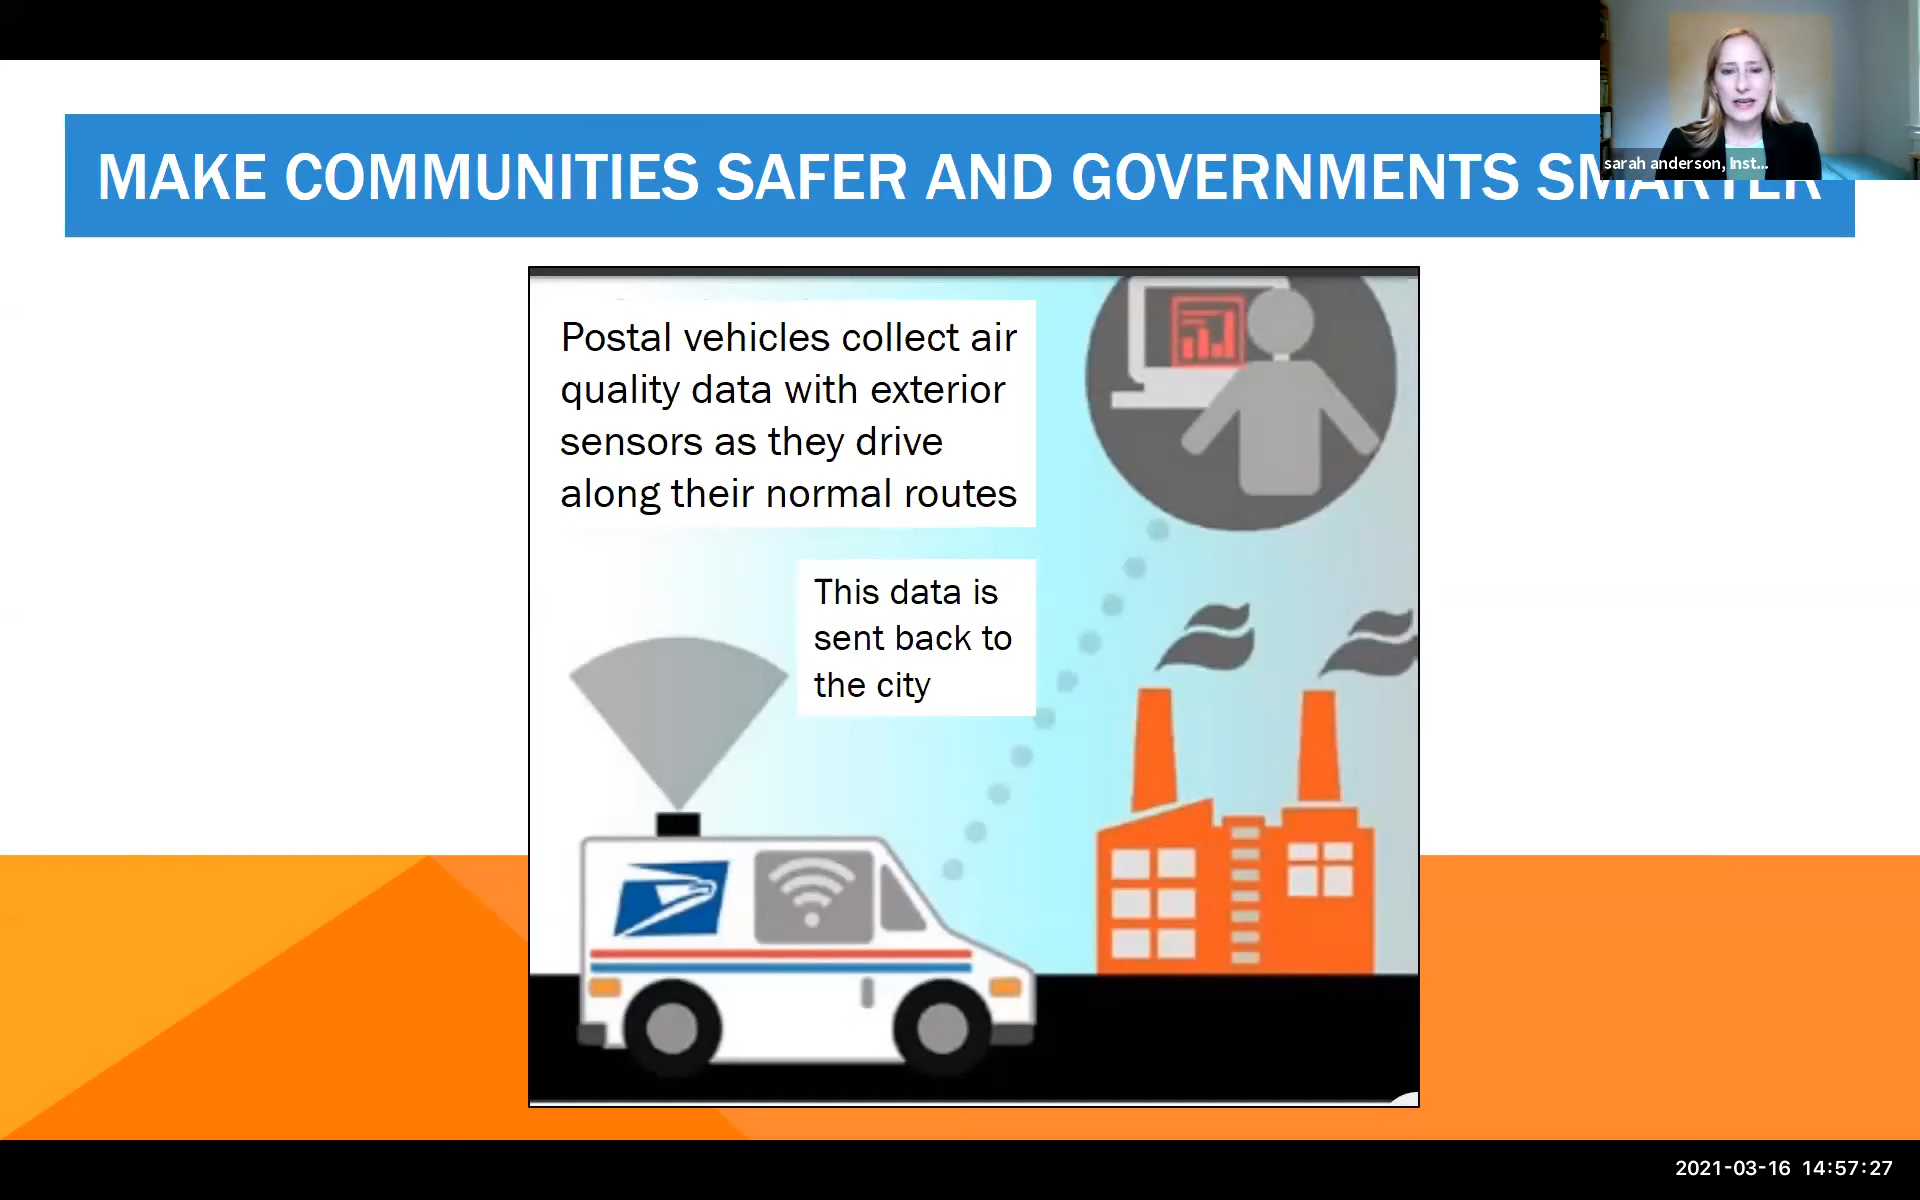 MAKE COMMUNITIES SAFER AND GOVERNMENTS SMARTER
sarah anderson, Inst...
Postal vehicles collect air
quality data with exterior
sensors as they drive
along their normal routes
This data is
sent back to
the city
2021-03-16 14:57:27